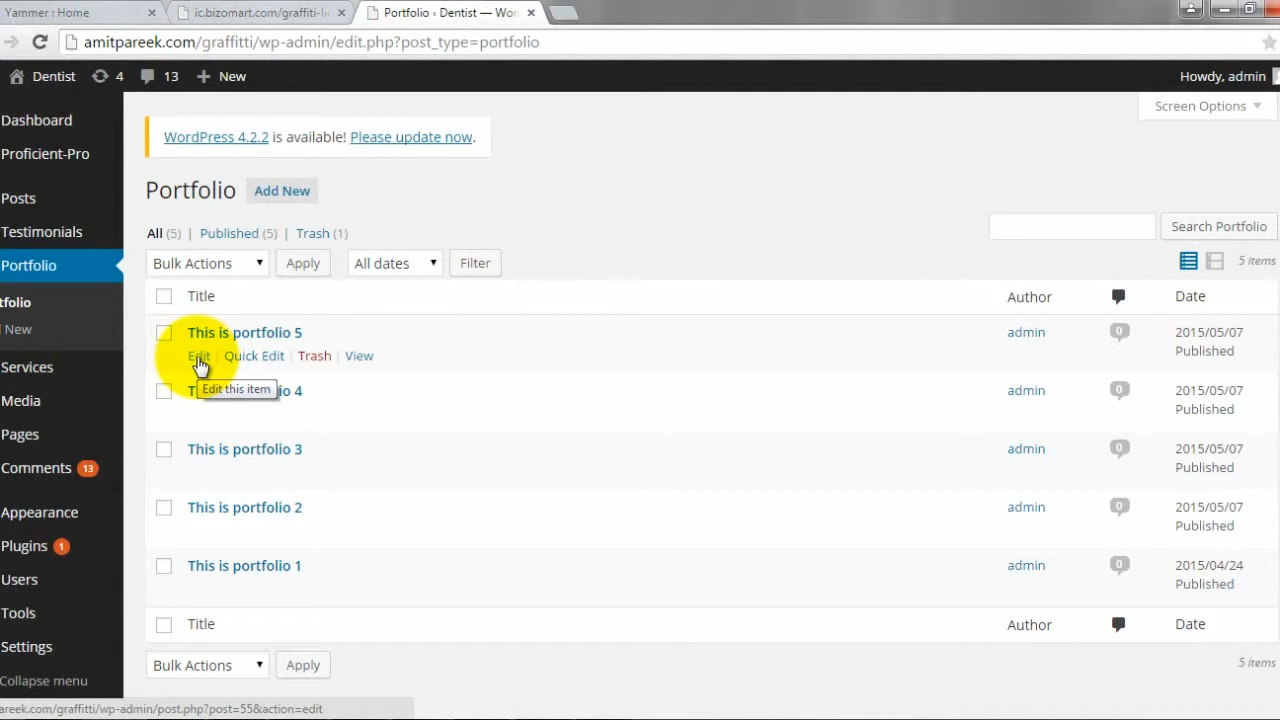 Yammer : Home
ic.bizomart.com/graffiti-lic
Portfolio ‹ Dentist — Wor
amitpareek.com/graffitti/wp-admin/edit.php?post_type=portfolio
Dentist 4 13 New Howdy, admin
Screen Options
Dashboard
Proficient-Pro
Posts
Testimonials
Portfolio
tfolio
New
Services
Media
Pages
Comments 13
Appearance
Plugins 1
Users
Tools
Settings
Collapse menu
WordPress 4.2.2 is available! Please update now.
Portfolio Add New
All (5) | Published (5) | Trash (1)
Search Portfolio
Bulk Actions Apply All dates Filter 5 items
Title Author Date
This is portfolio 5 admin 0 2015/05/07
Published
Edit | Quick Edit | Trash | View
Edit this item
T io 4 admin 0 2015/05/07
Published
This is portfolio 3 admin 0 2015/05/07
Published
This is portfolio 2 admin 0 2015/05/07
Published
This is portfolio 1 admin 0 2015/04/24
Published
Title Author Date
Bulk Actions Apply 5 items
pareek.com/graffitti/wp-admin/post.php?post=55&action=edit